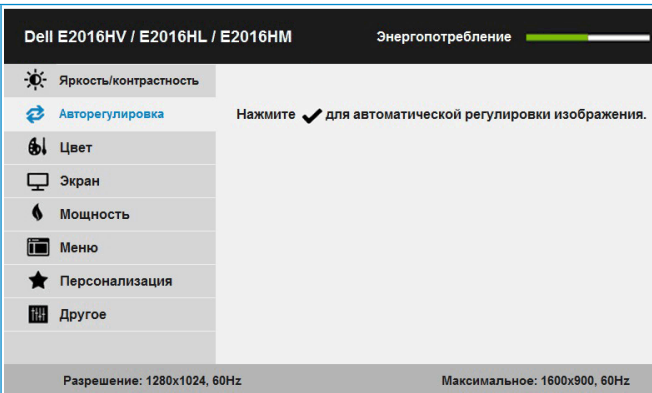 Dell E2016HV / E2016HL / E2016HM Энергопотребление
Яркость/контрастность
Авторегулировка
Нажмите ✓ для автоматической регулировки изображения.
Цвет
Экран
Мощность
Меню
Персонализация
Другое
Разрешение: 1280x1024, 60Hz Максимальное: 1600x900, 60Hz